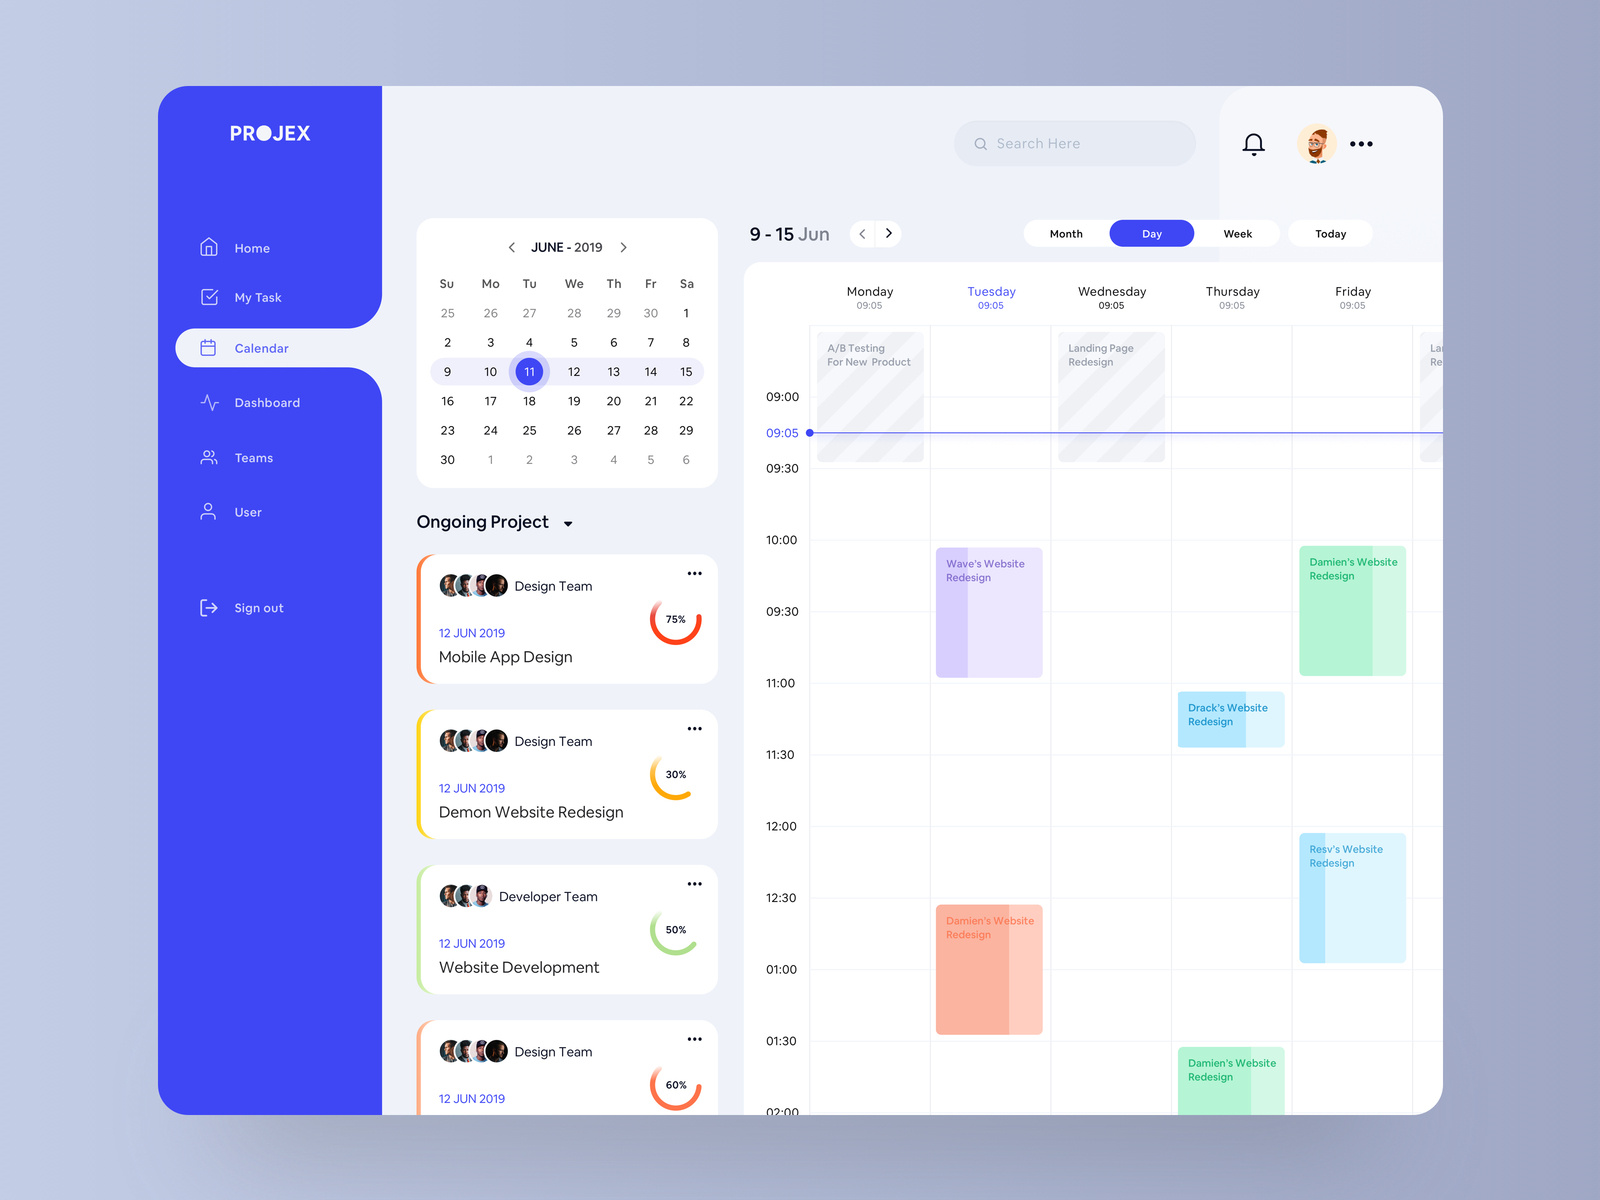 PROJEX
Home
My Task
Calendar
Dashboard
Teams
User
Sign out
Search Here
JUNE - 2019
Su Mo Tu We Th Fr Sa
25 26 27 28 29 30 1
2 3 4 5 6 7 8
9 10 11 12 13 14 15
16 17 18 19 20 21 22
23 24 25 26 27 28 29
30 1 2 3 4 5 6
Ongoing Project
Design Team
75%
12 JUN 2019
Mobile App Design
Design Team
30%
12 JUN 2019
Demon Website Redesign
Developer Team
50%
12 JUN 2019
Website Development
Design Team
60%
12 JUN 2019
9 - 15 Jun
Month Day Week Today
Monday Tuesday Wednesday Thursday Friday
09:05 09:05 09:05 09:05 09:05
A/B Testing
For New Product
Landing Page
Redesign
09:00
09:05
09:30
10:00
Wave's Website
Redesign
Damien's Website
Redesign
09:30
11:00
Drack's Website
Redesign
11:30
12:00
Resv's Website
Redesign
12:30
Damien's Website
Redesign
01:00
01:30
Damien's Website
Redesign
02:00